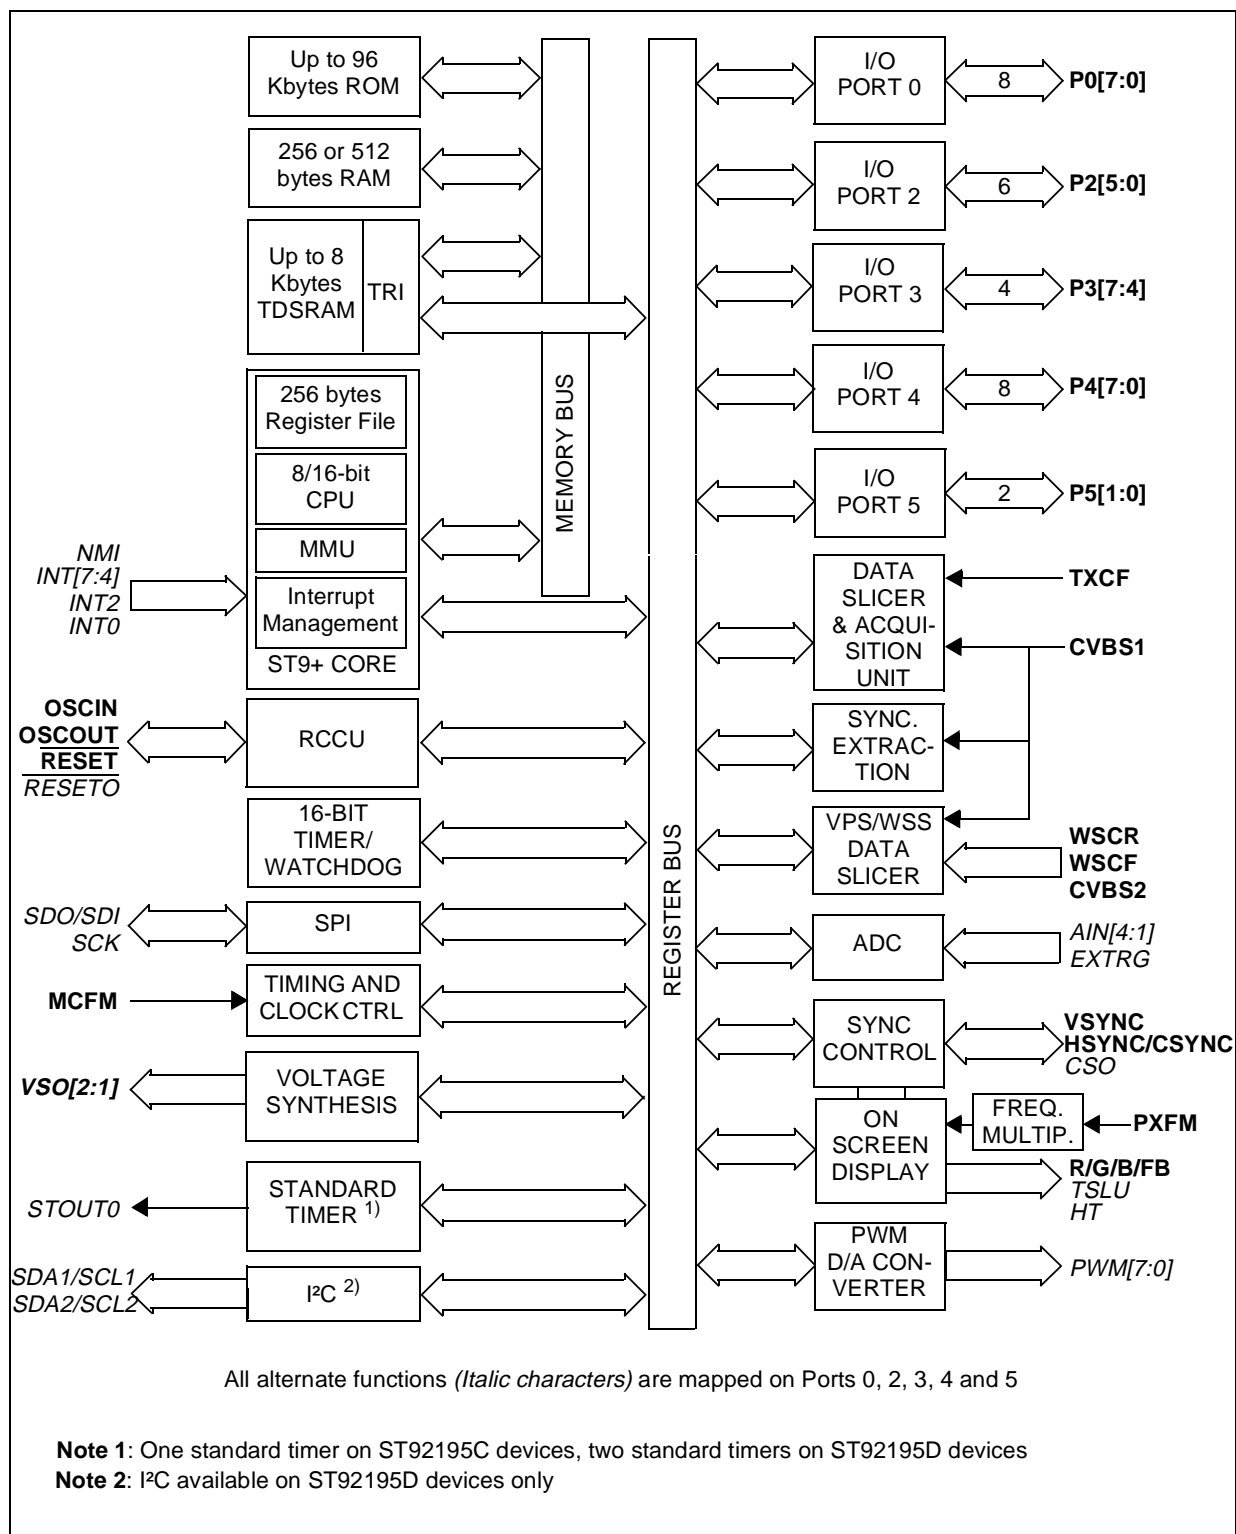 Up to 96
Kbytes ROM
256 or 512
bytes RAM
Up to 8
Kbytes
TDSRAM
TRI
256 bytes
Register File
8/16-bit
CPU
MMU
Interrupt
Management
ST9+ CORE
NMI
INT[7:4]
INT2
INT0
OSCIN
OSCOUT
RESET
RESETO
RCCU
16-BIT
TIMER/
WATCHDOG
SDO/SDI
SCK
SPI
MCFM
TIMING AND
CLOCK CTRL
VSO[2:1]
VOLTAGE
SYNTHESIS
STOUT0
STANDARD
TIMER 1)
SDA1/SCL1
SDA2/SCL2
I²C 2)
MEMORY BUS
REGISTER BUS
I/O
PORT 0
8
P0[7:0]
I/O
PORT 2
6
P2[5:0]
I/O
PORT 3
4
P3[7:4]
I/O
PORT 4
8
P4[7:0]
I/O
PORT 5
2
P5[1:0]
DATA
SLICER
& ACQUI-
SITION
UNIT
TXCF
CVBS1
SYNC.
EXTRAC-
TION
VPS/WSS
DATA
SLICER
WSCR
WSCF
CVBS2
ADC
AIN[4:1]
EXTRG
SYNC
CONTROL
VSYNC
HSYNC/CSYNC
CSO
ON
SCREEN
DISPLAY
FREQ.
MULTIP.
PXFM
R/G/B/FB
TSLU
HT
PWM
D/A CON-
VERTER
PWM[7:0]
All alternate functions (Italic characters) are mapped on Ports 0, 2, 3, 4 and 5
Note 1: One standard timer on ST92195C devices, two standard timers on ST92195D devices
Note 2: I²C available on ST92195D devices only